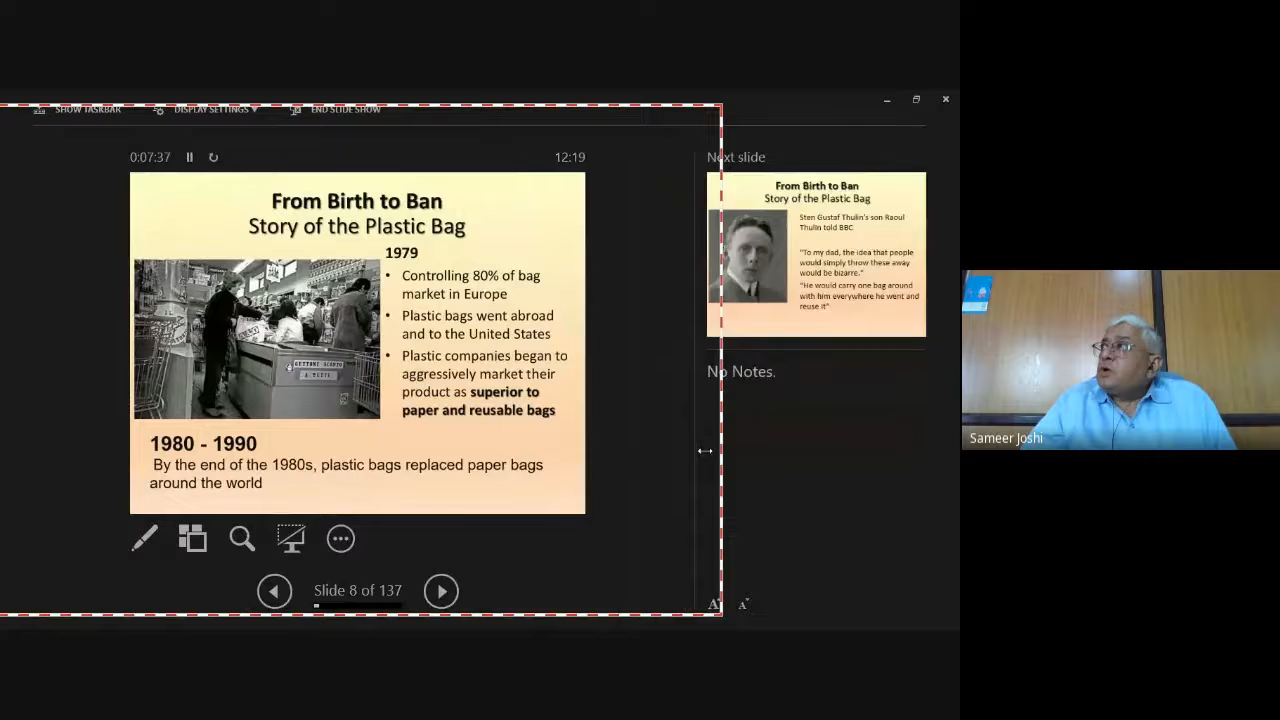 SHOW TASKBAR
DISPLAY SETTINGS
END SLIDE SHOW
0:07:37
12:19
From Birth to Ban
Story of the Plastic Bag
1979
• Controlling 80% of bag
market in Europe
• Plastic bags went abroad
and to the United States
• Plastic companies began to
aggressively market their
product as superior to
paper and reusable bags
GETTONI SCONTO
1980 - 1990
By the end of the 1980s, plastic bags replaced paper bags
around the world
Slide 8 of 137
Next slide
From Birth to Ban
Story of the Plastic Bag
Sten Gustaf Thulin's son Raoul
Thulin told BBC
"To my dad, the idea that people
would simply throw these away
would be bizarre."
"He would carry one bag around
with him everywhere he went and
reuse it"
No Notes.
A A
Sameer Joshi